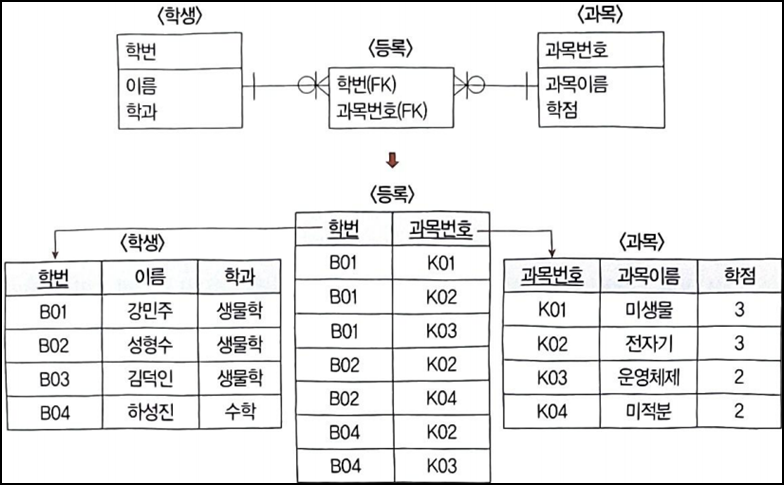 〈학생〉
학번
이름
학과
〈등록〉
학번(FK)
과목번호(FK)
〈과목〉
과목번호
과목이름
학점
〈학생〉
학번 이름 학과
B01 강민주 생물학
B02 성형수 생물학
B03 김덕인 생물학
B04 하성진 수학
〈등록〉
학번 과목번호
B01 K01
B01 K02
B01 K03
B02 K02
B02 K04
B04 K02
B04 K03
〈과목〉
과목번호 과목이름 학점
K01 미생물 3
K02 전자기 3
K03 운영체제 2
K04 미적분 2